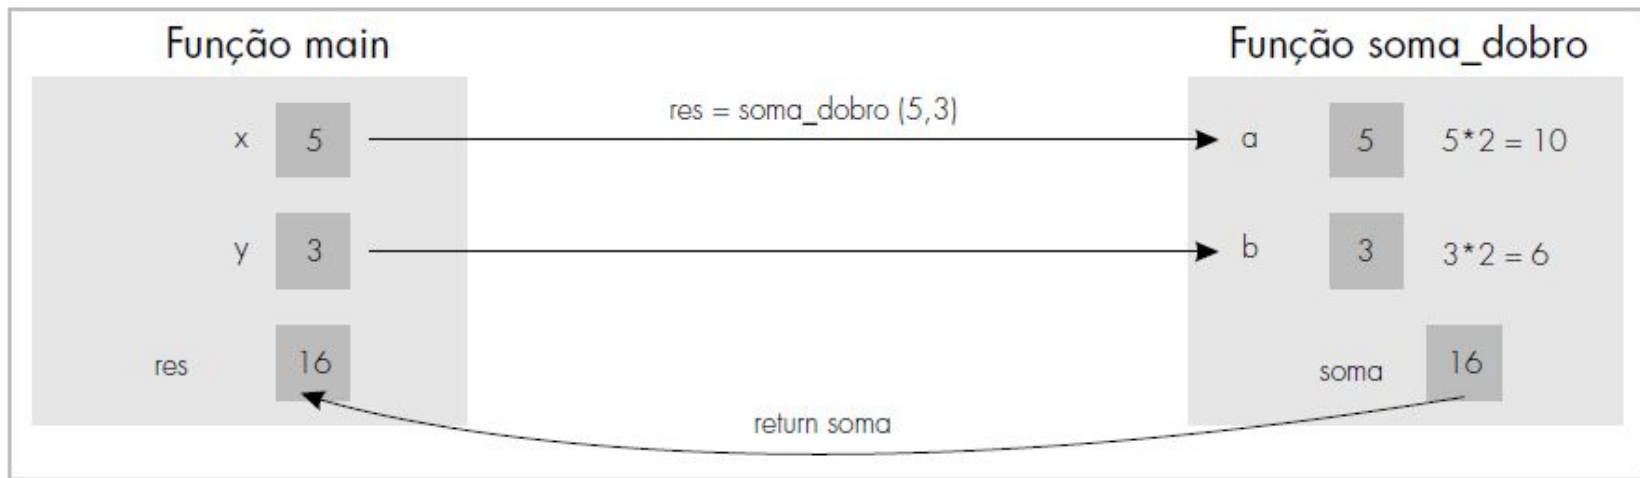 Função main
Função soma_dobro
res = soma_dobro (5,3)
x 5
a 5 5*2 = 10
y 3
b 3 3*2 = 6
res 16
soma 16
return soma